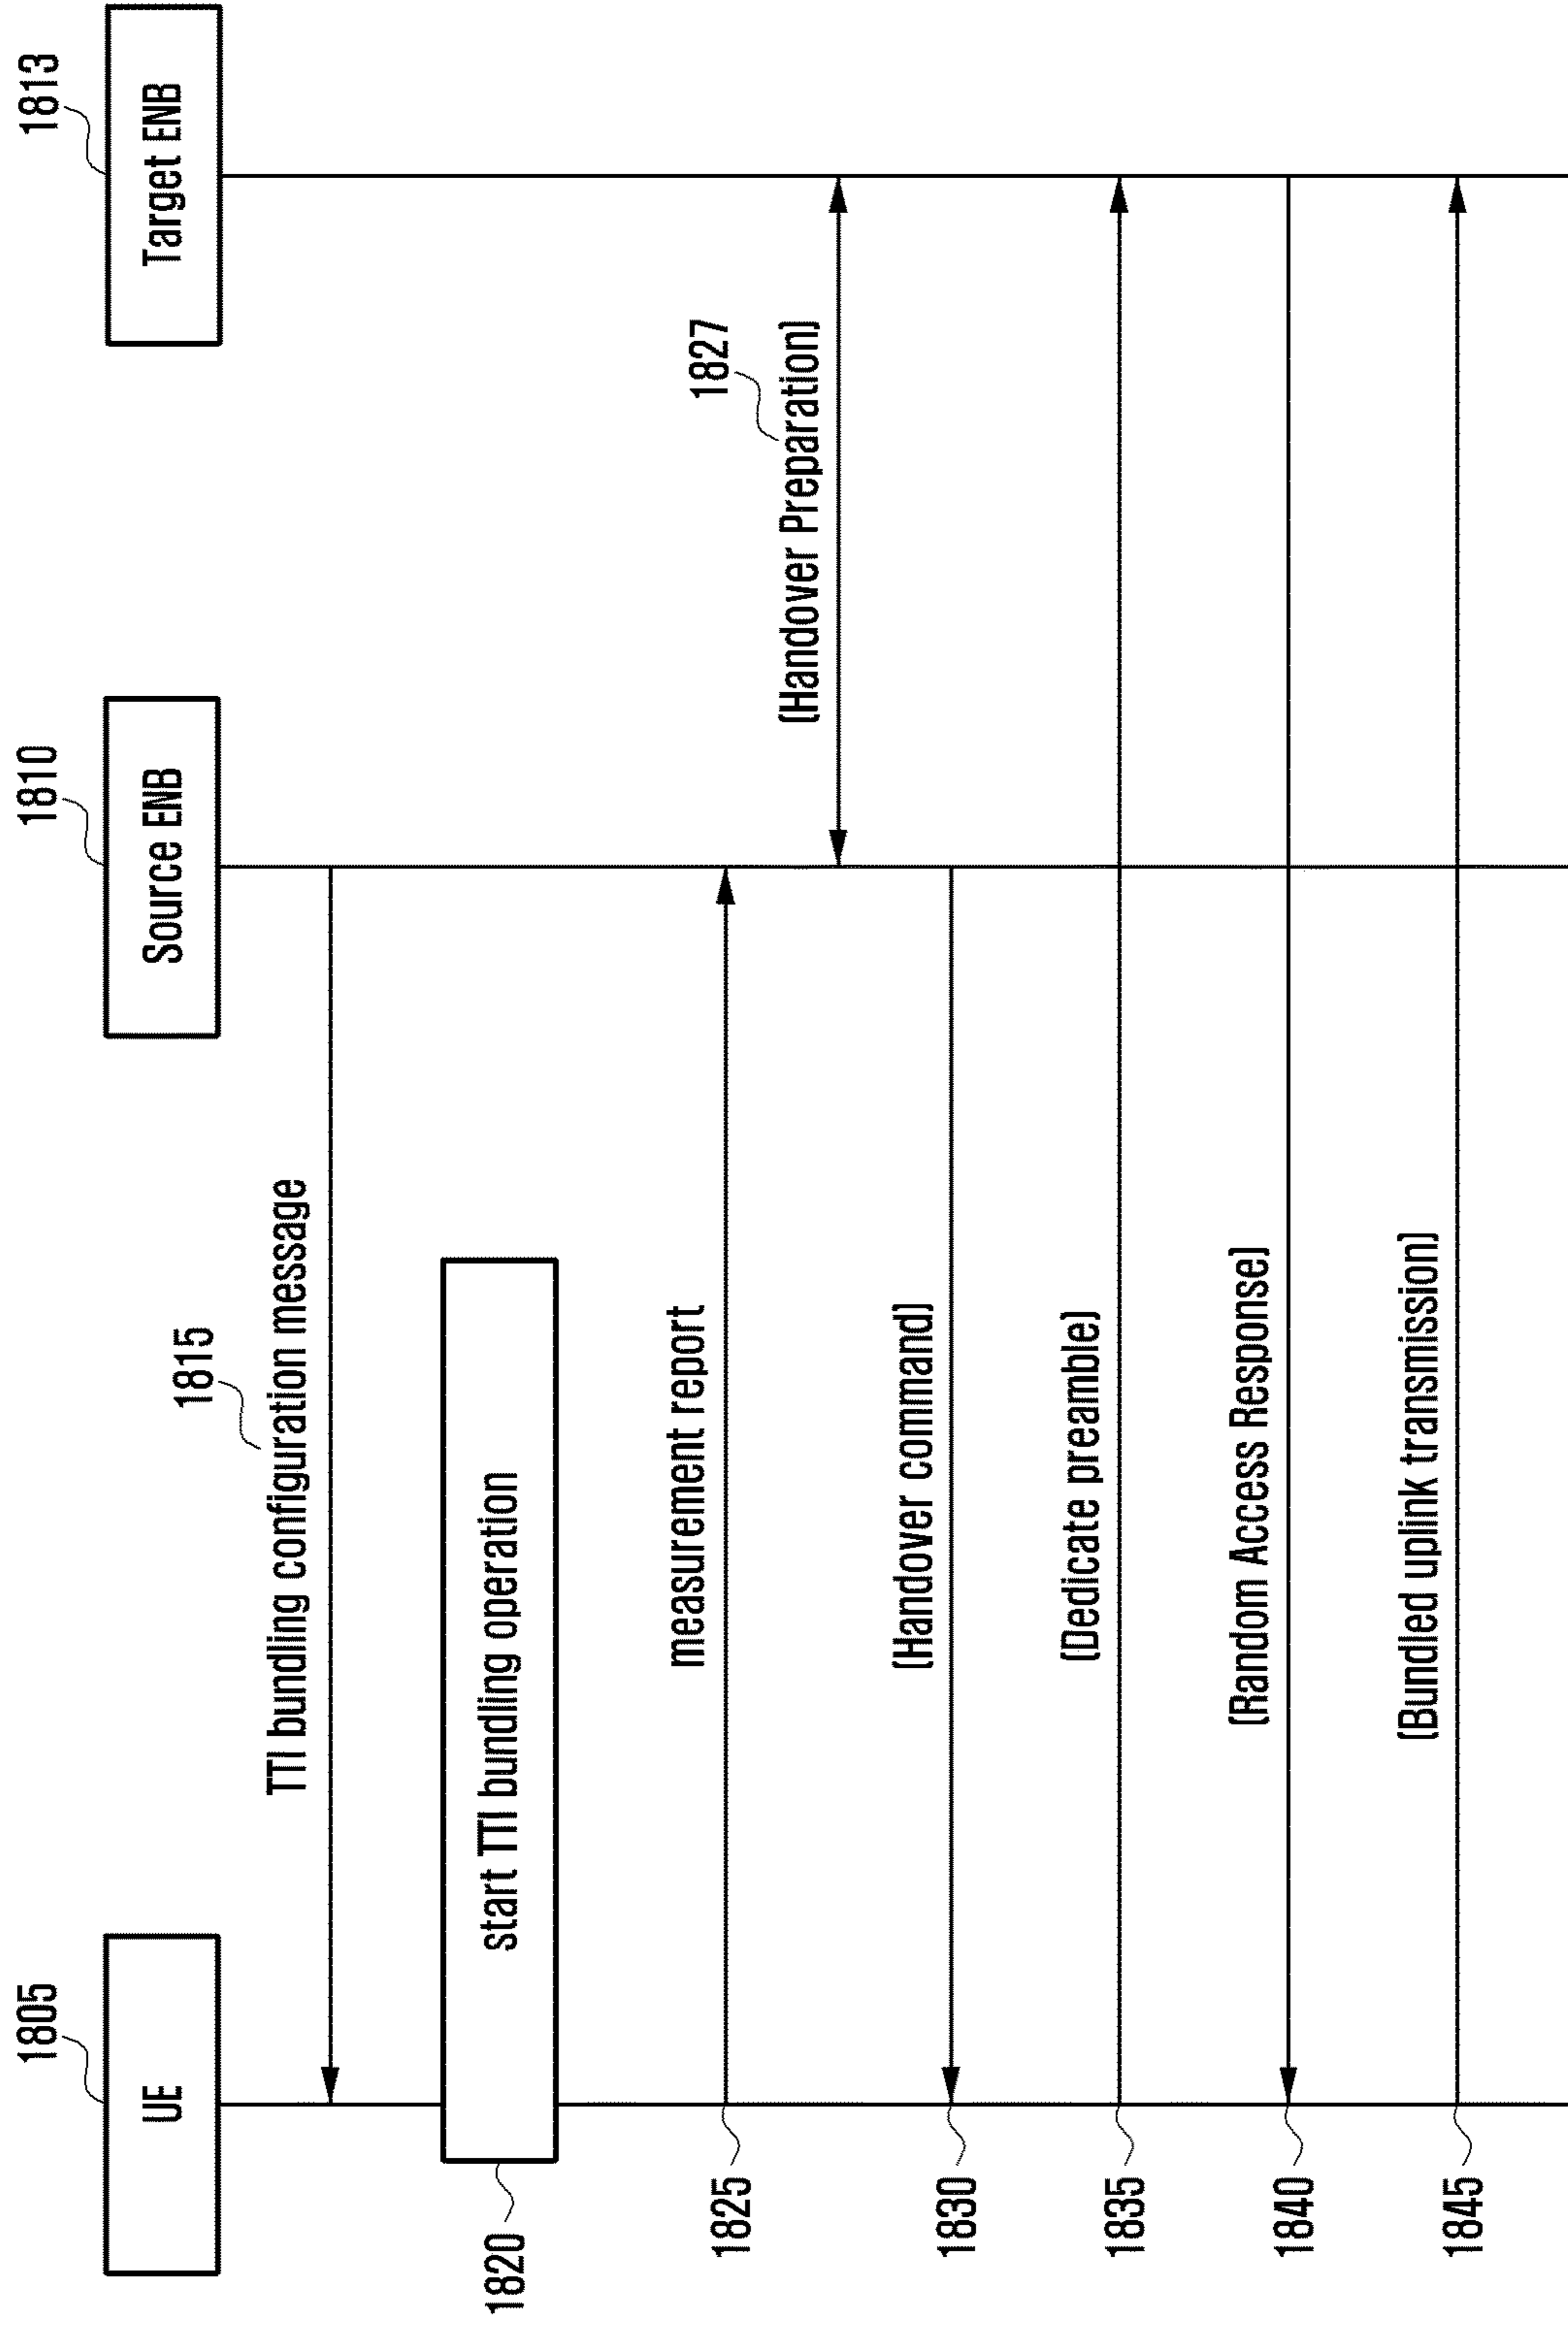 1805
1810
1813
UE
Source ENB
Target ENB
1815
TTI bundling configuration message
1820
start TTI bundling operation
measurement report
1825
1827
(Handover Preparation)
(Handover command)
1830
(Dedicate preamble)
1835
(Random Access Response)
1840
(Bundled uplink transmission)
1845